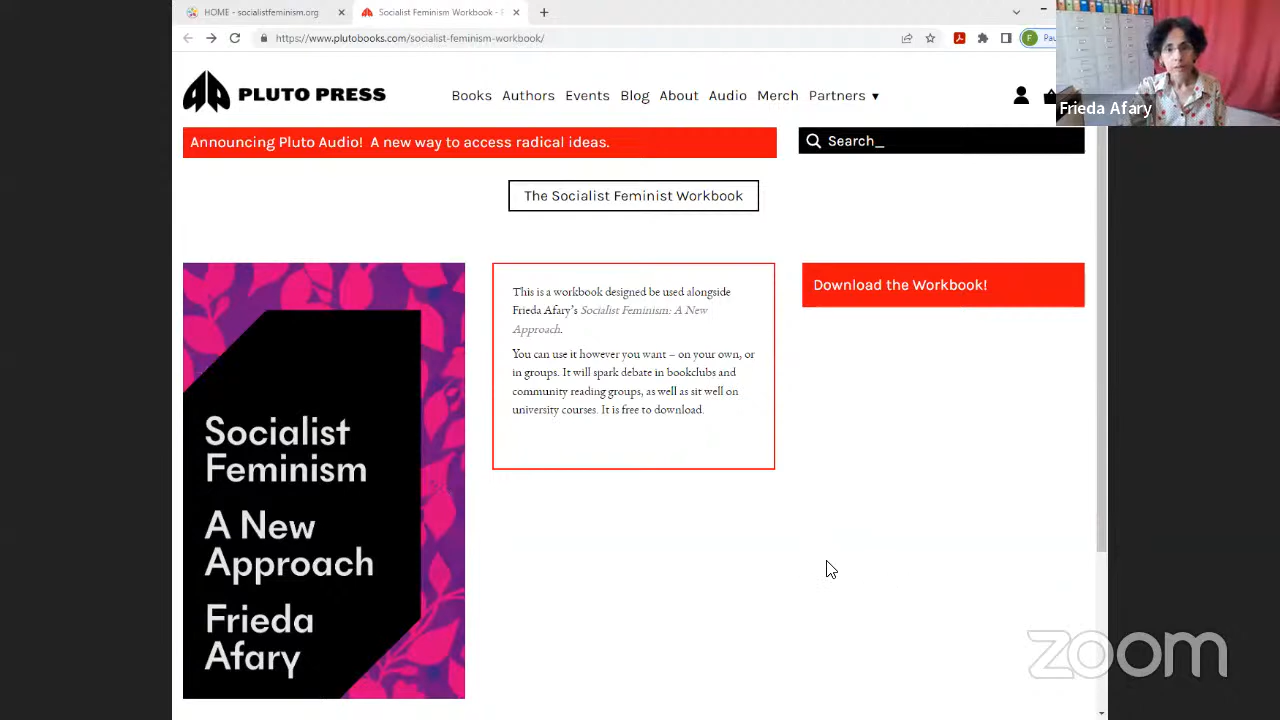 HOME - socialistfeminism.org
Socialist Feminism Workbook -
https://www.plutobooks.com/socialist-feminism-workbook/
F
Frieda Afary
PLUTO PRESS
Books Authors Events Blog About Audio Merch Partners ▼
Announcing Pluto Audio! A new way to access radical ideas.
Search_
The Socialist Feminist Workbook
This is a workbook designed be used alongside
Frieda Afary's Socialist Feminism: A New
Approach.
You can use it however you want – on your own, or
in groups. It will spark debate in bookclubs and
community reading groups, as well as sit well on
university courses. It is free to download.
Download the Workbook!
Socialist
Feminism
A New
Approach
Frieda
Afary
zoom